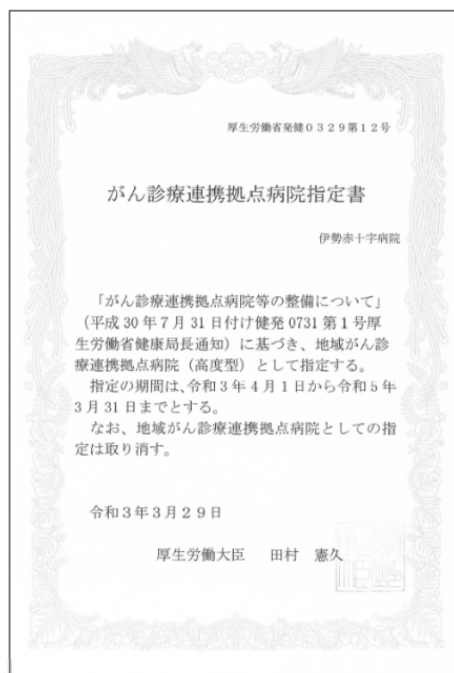 厚生労働省発健0329第12号
がん診療連携拠点病院指定書
伊勢赤十字病院
「がん診療連携拠点病院等の整備について」
(平成30年7月31日付け健発0731第1号厚
生労働省健康局長通知)に基づき、地域がん診
療連携拠点病院(高度型)として指定する。
指定の期間は、令和3年4月1日から令和5年
3月31日までとする。
なお、地域がん診療連携拠点病院としての指
定は取り消す。
令和3年3月29日
厚生労働大臣 田村 憲久